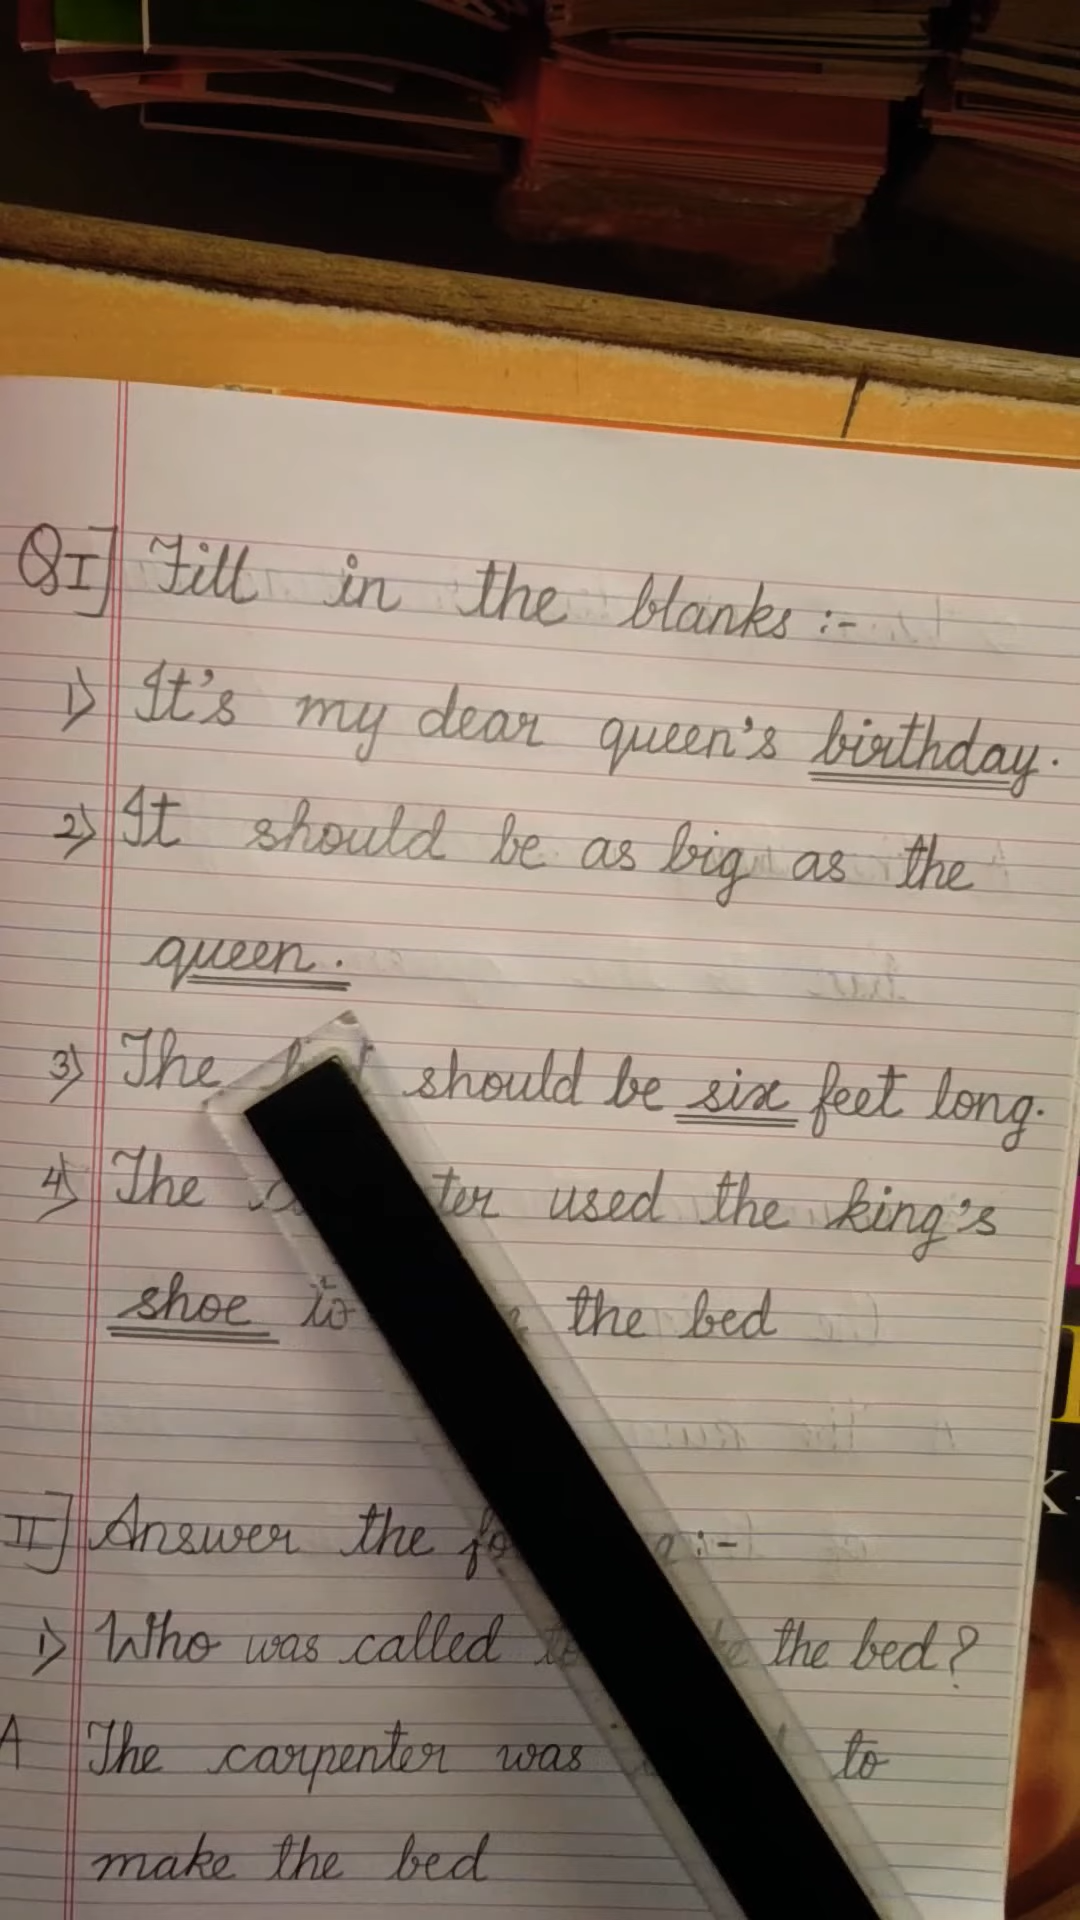 QI] Fill in the blanks :-
1) It's my dear queen's birthday.
2) It should be as big as the
queen.
3) The should be six feet long.
4) The used the king's
shoe to the bed
II] Answer the :-
1) Who was called the bed?
A The carpenter was to
make the bed